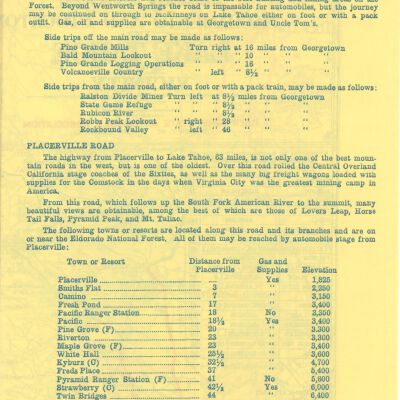 Forest. Beyond Wentworth Springs the road is impassable for automobiles, but the journey
may be continued on through to McKinneys on Lake Tahoe either on foot or with a pack
outfit. Gas, oil and supplies are obtainable at Georgetown and Uncle Tom's.
Side trips off the main road may be made as follows:
Pino Grande Mills Turn right at 16 miles from Georgetown
Bald Mountain Lookout " " " 10 " " "
Pino Grande Logging Operations " " " 16 " " "
Volcanoeville Country " left " 8½ " " "
Side trips from the main road, either on foot or with a pack train, may be made as follows:
Ralston Divide Mines Turn left at 8½ miles from Georgetown
State Game Refuge " " " 8½ " " "
Rubicon River " " " 8½ " " "
Robbs Peak Lookout " right " 28 " " "
Rockbound Valley " left " 46 " " "
PLACERVILLE ROAD
The highway from Placerville to Lake Tahoe, 63 miles, is not only one of the best moun-
tain roads in the west, but is one of the oldest. Over this road rolled the Central Overland
California stage coaches of the Sixties, as well as the many big freight wagons loaded with
supplies for the Comstock in the days when Virginia City was the greatest mining camp in
America.
From this road, which follows up the South Fork American River to the summit, many
beautiful views are obtainable, among the best of which are those of Lovers Leap, Horse
Tail Falls, Pyramid Peak, and Mt. Tallac.
The following towns or resorts are located along this road and its branches and are on
or near the Eldorado National Forest. All of them may be reached by automobile stage from
Placerville:
Town or Resort Distance from Placerville Gas and Supplies Elevation
Placerville ...... Yes 1,825
Smiths Flat 3 " 2,250
Camino 7 " 3,150
Fresh Pond 17 " 3,400
Pacific Ranger Station 18 No 3,350
Pacific 18½ Yes 3,400
Pine Grove (F) 20 " 3,300
Riverton 23 " 3,300
Maple Grove (F) 23 " 3,400
White Hall 25½ " 3,600
Kyburz (C) 32½ " 4,700
Freds Place 37 " 5,400
Pyramid Ranger Station (F) 41 No 5,600
Strawberry (C) 42½ Yes 6,000
Twin Bridges 44 " 6,400